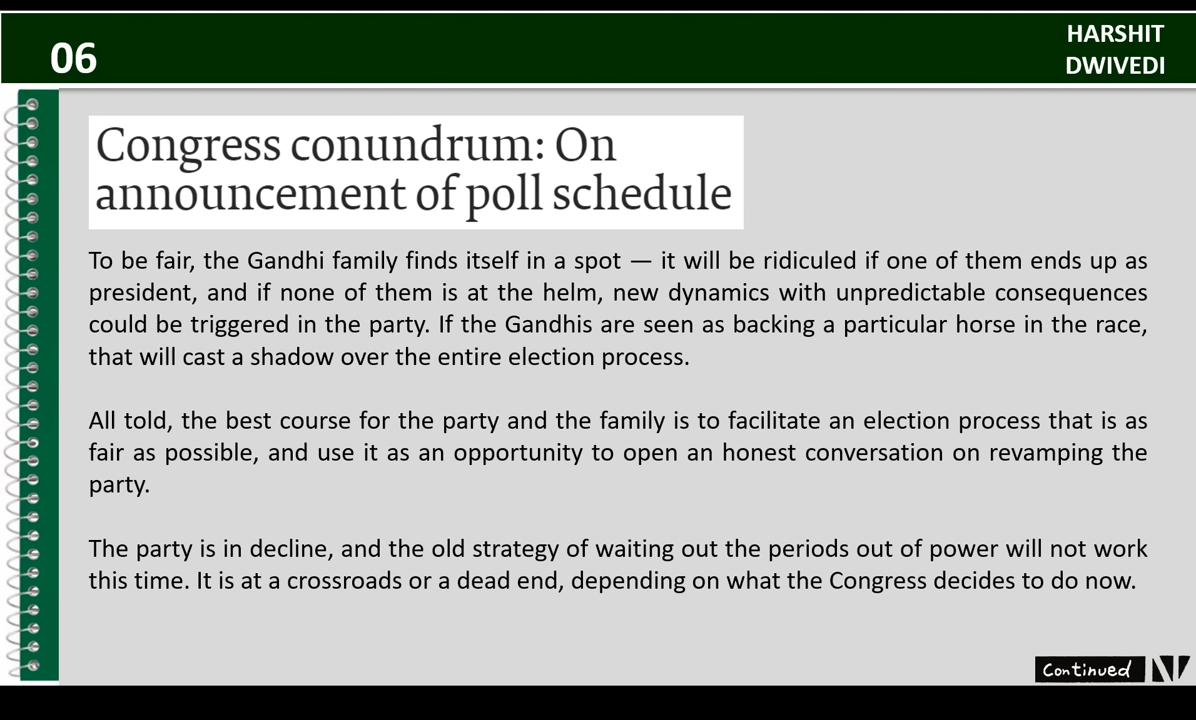 06
HARSHIT
DWIVEDI
Congress conundrum: On
announcement of poll schedule
To be fair, the Gandhi family finds itself in a spot — it will be ridiculed if one of them ends up as
president, and if none of them is at the helm, new dynamics with unpredictable consequences
could be triggered in the party. If the Gandhis are seen as backing a particular horse in the race,
that will cast a shadow over the entire election process.
All told, the best course for the party and the family is to facilitate an election process that is as
fair as possible, and use it as an opportunity to open an honest conversation on revamping the
party.
The party is in decline, and the old strategy of waiting out the periods out of power will not work
this time. It is at a crossroads or a dead end, depending on what the Congress decides to do now.
Continued